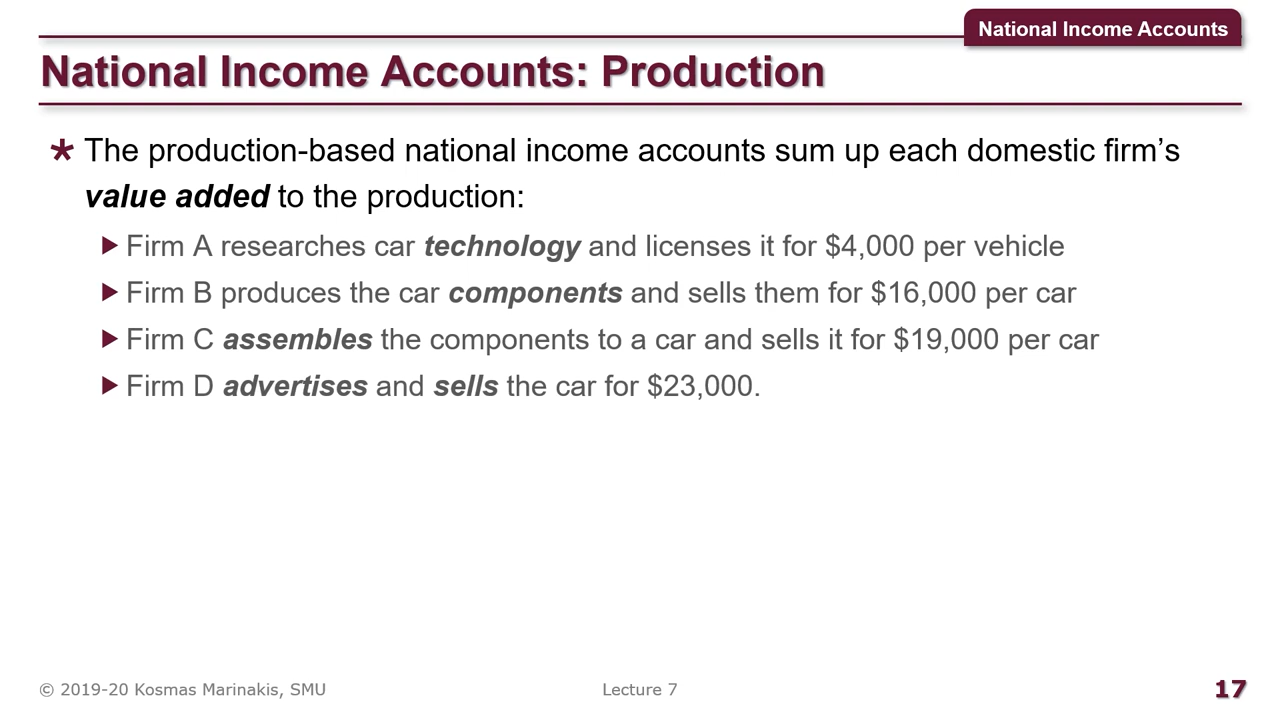 National Income Accounts
National Income Accounts: Production
* The production-based national income accounts sum up each domestic firm’s
value added to the production:
▶ Firm A researches car technology and licenses it for $4,000 per vehicle
▶ Firm B produces the car components and sells them for $16,000 per car
▶ Firm C assembles the components to a car and sells it for $19,000 per car
▶ Firm D advertises and sells the car for $23,000.
© 2019-20 Kosmas Marinakis, SMU
Lecture 7
17